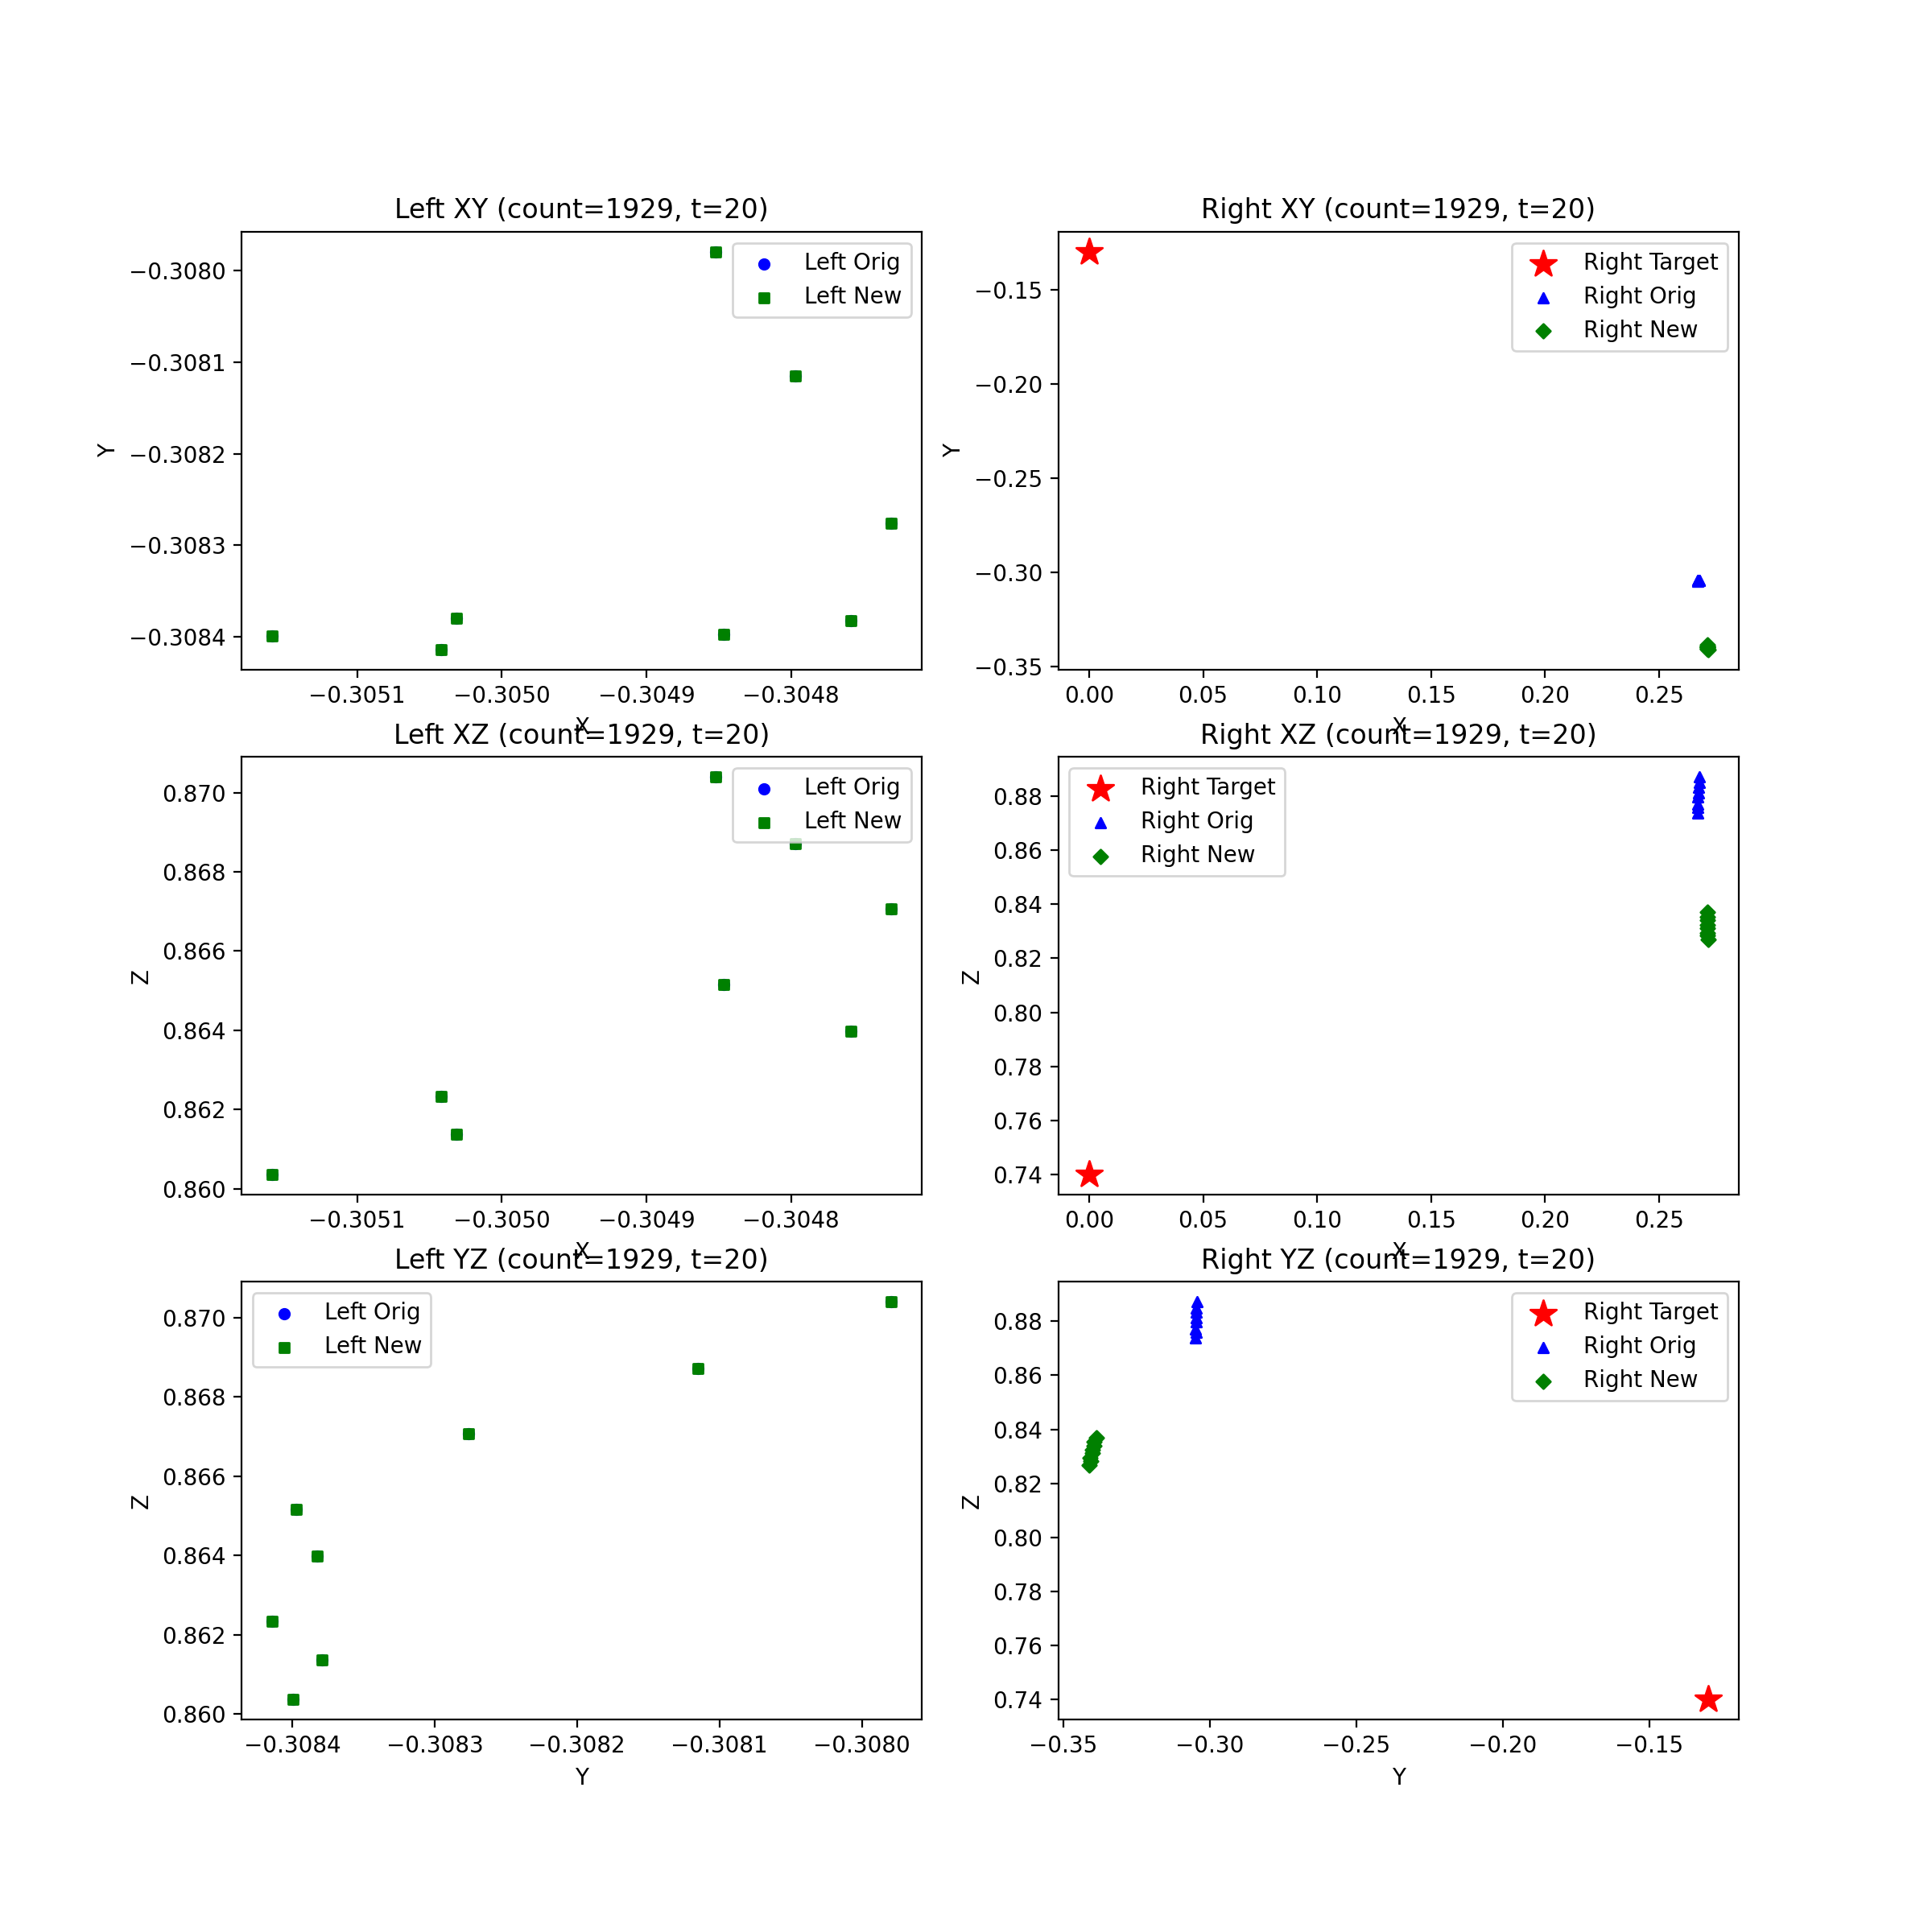 Left XY (count=1929, t=20)
Left Orig
Left New
−0.3080
−0.3081
−0.3082
−0.3083
−0.3084
Y
−0.3051
−0.3050
−0.3049
−0.3048
X
Right XY (count=1929, t=20)
Right Target
Right Orig
Right New
−0.15
−0.20
−0.25
−0.30
−0.35
Y
0.00
0.05
0.10
0.15
0.20
0.25
X
Left XZ (count=1929, t=20)
Left Orig
Left New
0.870
0.868
0.866
0.864
0.862
0.860
Z
−0.3051
−0.3050
−0.3049
−0.3048
X
Right XZ (count=1929, t=20)
Right Target
Right Orig
Right New
0.88
0.86
0.84
0.82
0.80
0.78
0.76
0.74
Z
0.00
0.05
0.10
0.15
0.20
0.25
X
Left YZ (count=1929, t=20)
Left Orig
Left New
0.870
0.868
0.866
0.864
0.862
0.860
Z
−0.3084
−0.3083
−0.3082
−0.3081
−0.3080
Y
Right YZ (count=1929, t=20)
Right Target
Right Orig
Right New
0.88
0.86
0.84
0.82
0.80
0.78
0.76
0.74
Z
−0.35
−0.30
−0.25
−0.20
−0.15
Y